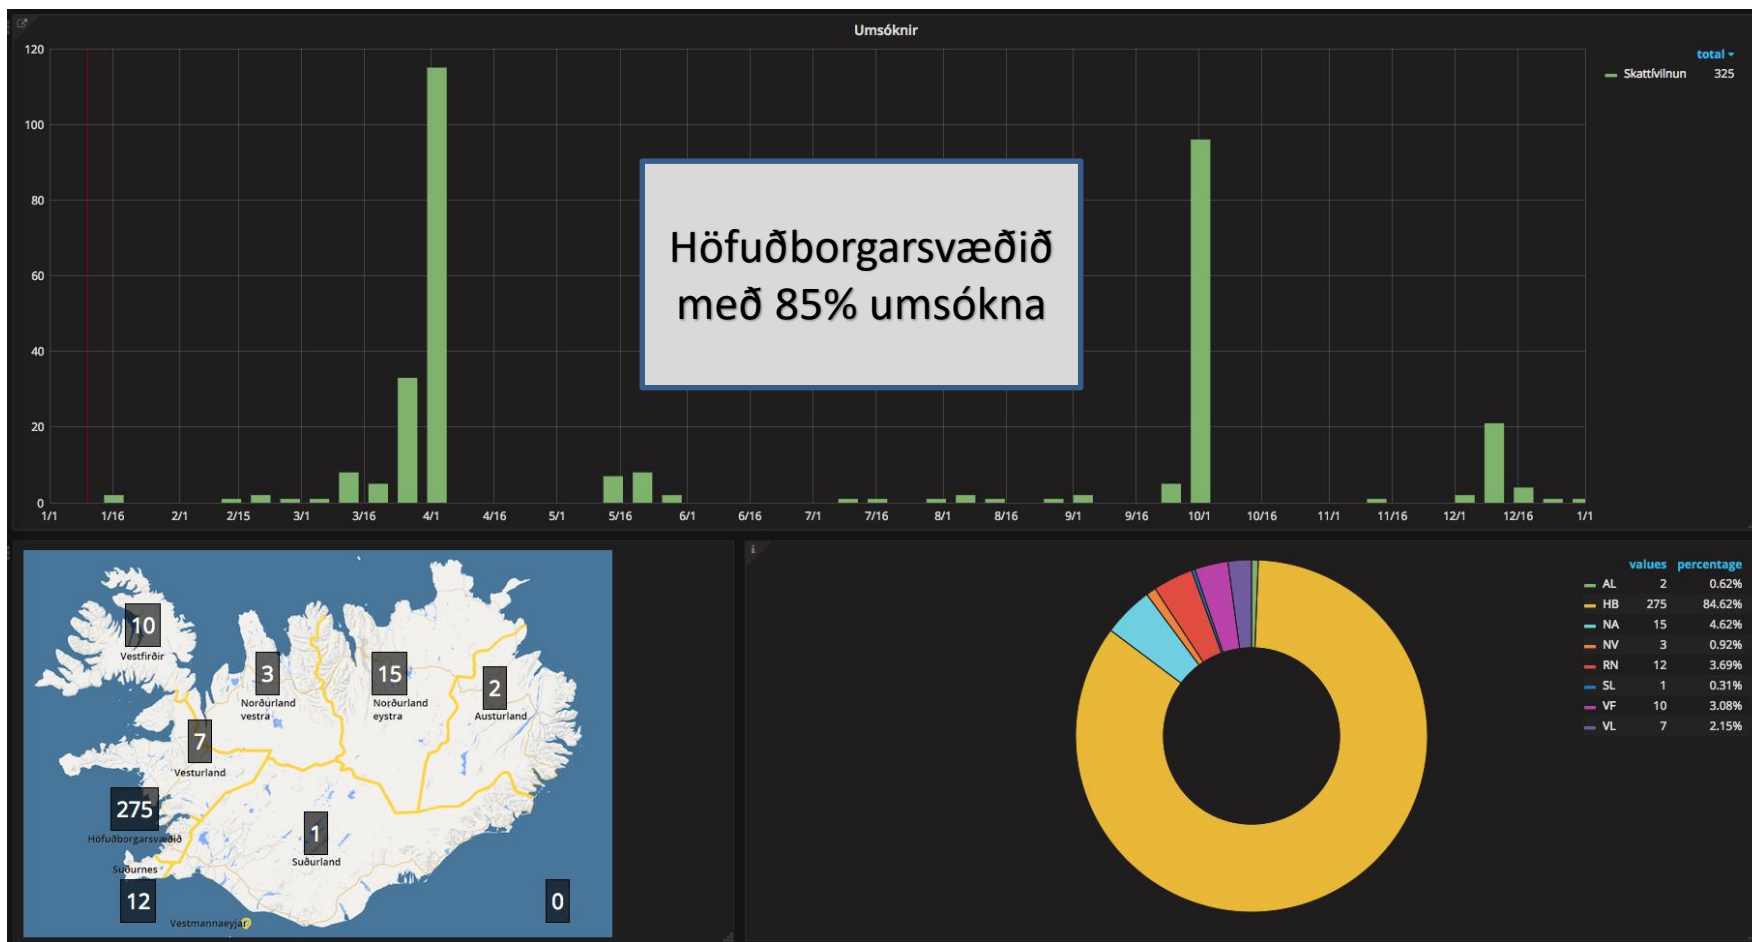 Umsóknir
total
Skattívilnun 325
120
100
80
60
40
20
0
1/1 1/16 2/1 2/15 3/1 3/16 4/1 4/16 5/1 5/16 6/1 6/16 7/1 7/16 8/1 8/16 9/1 9/16 10/1 10/16 11/1 11/16 12/1 12/16 1/1
Höfuðborgarsvæðið
með 85% umsókna
10
Vestfirðir
3
Norðurland
vestra
15
Norðurland
eystra
2
Austurland
7
Vesturland
275
Höfuðborgarsvæðið
1
Suðurland
Suðurnes
12
0
Vestmannaeyjar
values percentage
AL 2 0.62%
HB 275 84.62%
NA 15 4.62%
NV 3 0.92%
RN 12 3.69%
SL 1 0.31%
VF 10 3.08%
VL 7 2.15%